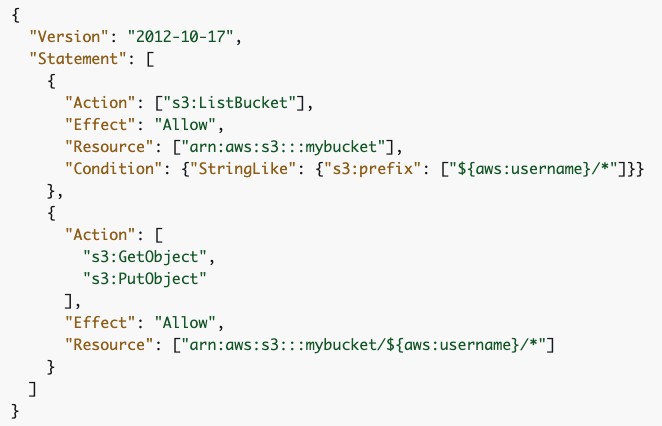 {
  "Version": "2012-10-17",
  "Statement": [
    {
      "Action": ["s3:ListBucket"],
      "Effect": "Allow",
      "Resource": ["arn:aws:s3:::mybucket"],
      "Condition": {"StringLike": {"s3:prefix": ["${aws:username}/*"]}}
    },
    {
      "Action": [
        "s3:GetObject",
        "s3:PutObject"
      ],
      "Effect": "Allow",
      "Resource": ["arn:aws:s3:::mybucket/${aws:username}/*"]
    }
  ]
}